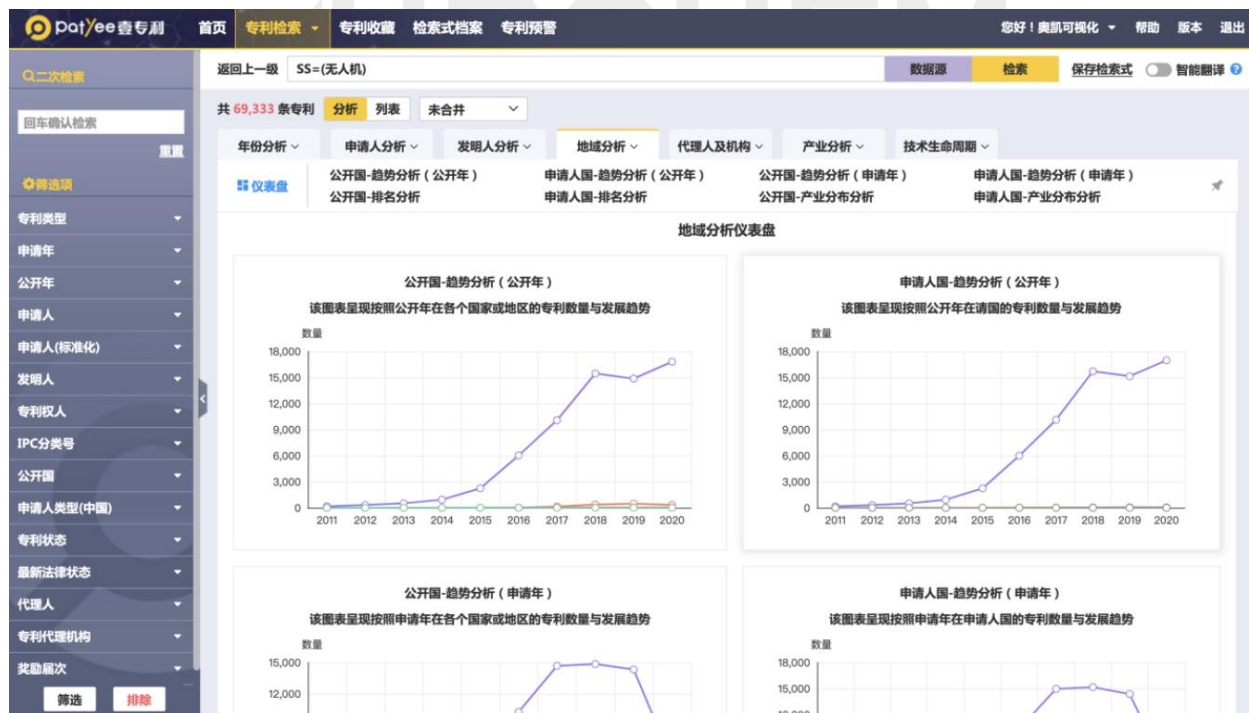 patyee壹专利 首页 专利检索 专利收藏 检索式档案 专利预警 您好！奥凯可视化 帮助 版本 退出
二次检索
回车确认检索
重置
筛选项
专利类型
申请年
公开年
申请人
申请人(标准化)
发明人
专利权人
IPC分类号
公开国
申请人类型(中国)
专利状态
最新法律状态
代理人
专利代理机构
奖励届次
筛选 排除
返回上一级 SS=(无人机) 数据源 检索 保存检索式 智能翻译 ?
共 69,333 条专利 分析 列表 未合并
年份分析 申请人分析 发明人分析 地域分析 代理人及机构 产业分析 技术生命周期
仪表盘
公开国-趋势分析 ( 公开年 ) 申请人国-趋势分析 ( 公开年 ) 公开国-趋势分析 ( 申请年 ) 申请人国-趋势分析 ( 申请年 )
公开国-排名分析 申请人国-排名分析 公开国-产业分布分析 申请人国-产业分布分析
地域分析仪表盘
公开国-趋势分析 ( 公开年 )
该图表呈现按照公开年在各个国家或地区的专利数量与发展趋势
数量
18,000
15,000
12,000
9,000
6,000
3,000
0
2011 2012 2013 2014 2015 2016 2017 2018 2019 2020
申请人国-趋势分析 ( 公开年 )
该图表呈现按照公开年在请国的专利数量与发展趋势
数量
18,000
15,000
12,000
9,000
6,000
3,000
0
2011 2012 2013 2014 2015 2016 2017 2018 2019 2020
公开国-趋势分析 ( 申请年 )
该图表呈现按照申请年在各个国家或地区的专利数量与发展趋势
数量
15,000
12,000
申请人国-趋势分析 ( 申请年 )
该图表呈现按照申请年在申请人国的专利数量与发展趋势
数量
18,000
15,000